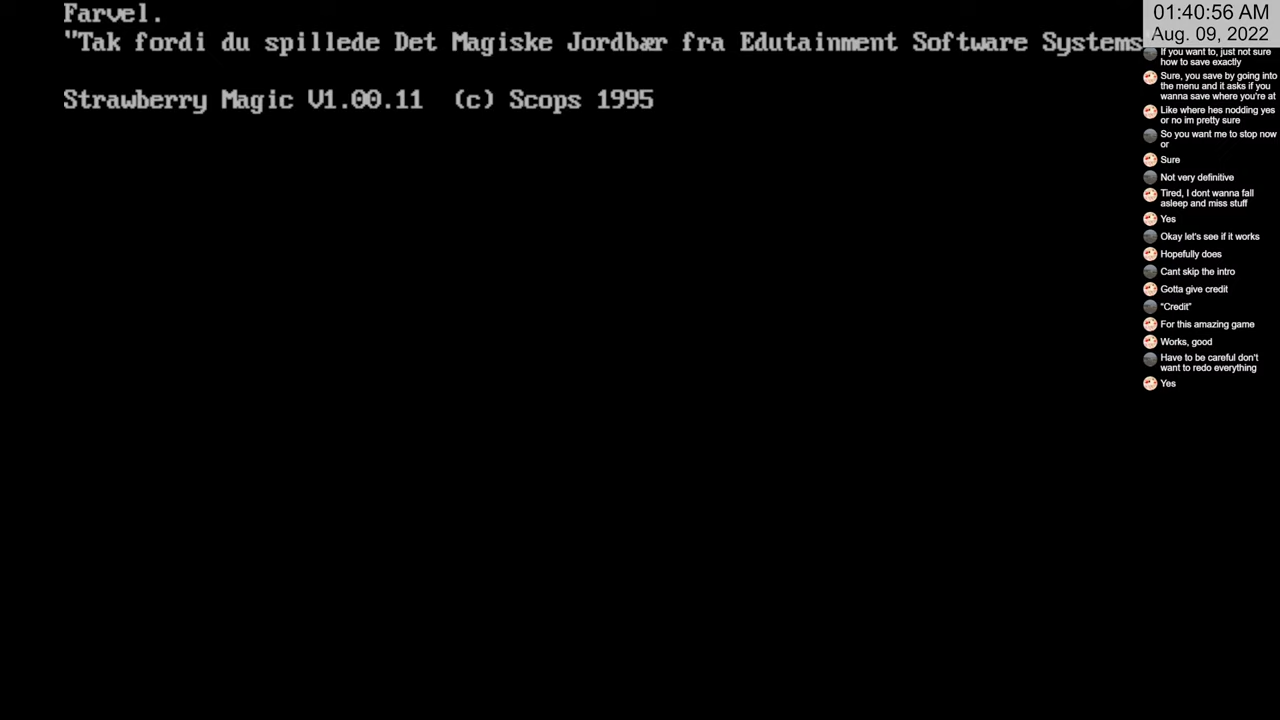 Farvel.
"Tak fordi du spillede Det Magiske Jordbær fra Edutainment Software Systems
Strawberry Magic V1.00.11 (c) Scops 1995
01:40:56 AM
Aug. 09, 2022
If you want to, just not sure
how to save exactly
Sure, you save by going into
the menu and it asks if you
wanna save where you're at
Like where hes nodding yes
or no im pretty sure
So you want me to stop now
or
Sure
Not very definitive
Tired, I dont wanna fall
asleep and miss stuff
Yes
Okay let's see if it works
Hopefully does
Cant skip the intro
Gotta give credit
“Credit”
For this amazing game
Works, good
Have to be careful don't
want to redo everything
Yes